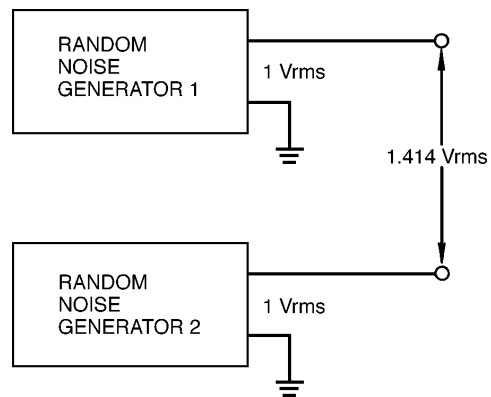 RANDOM
NOISE
GENERATOR 1
1 Vrms
1.414 Vrms
RANDOM
NOISE
GENERATOR 2
1 Vrms